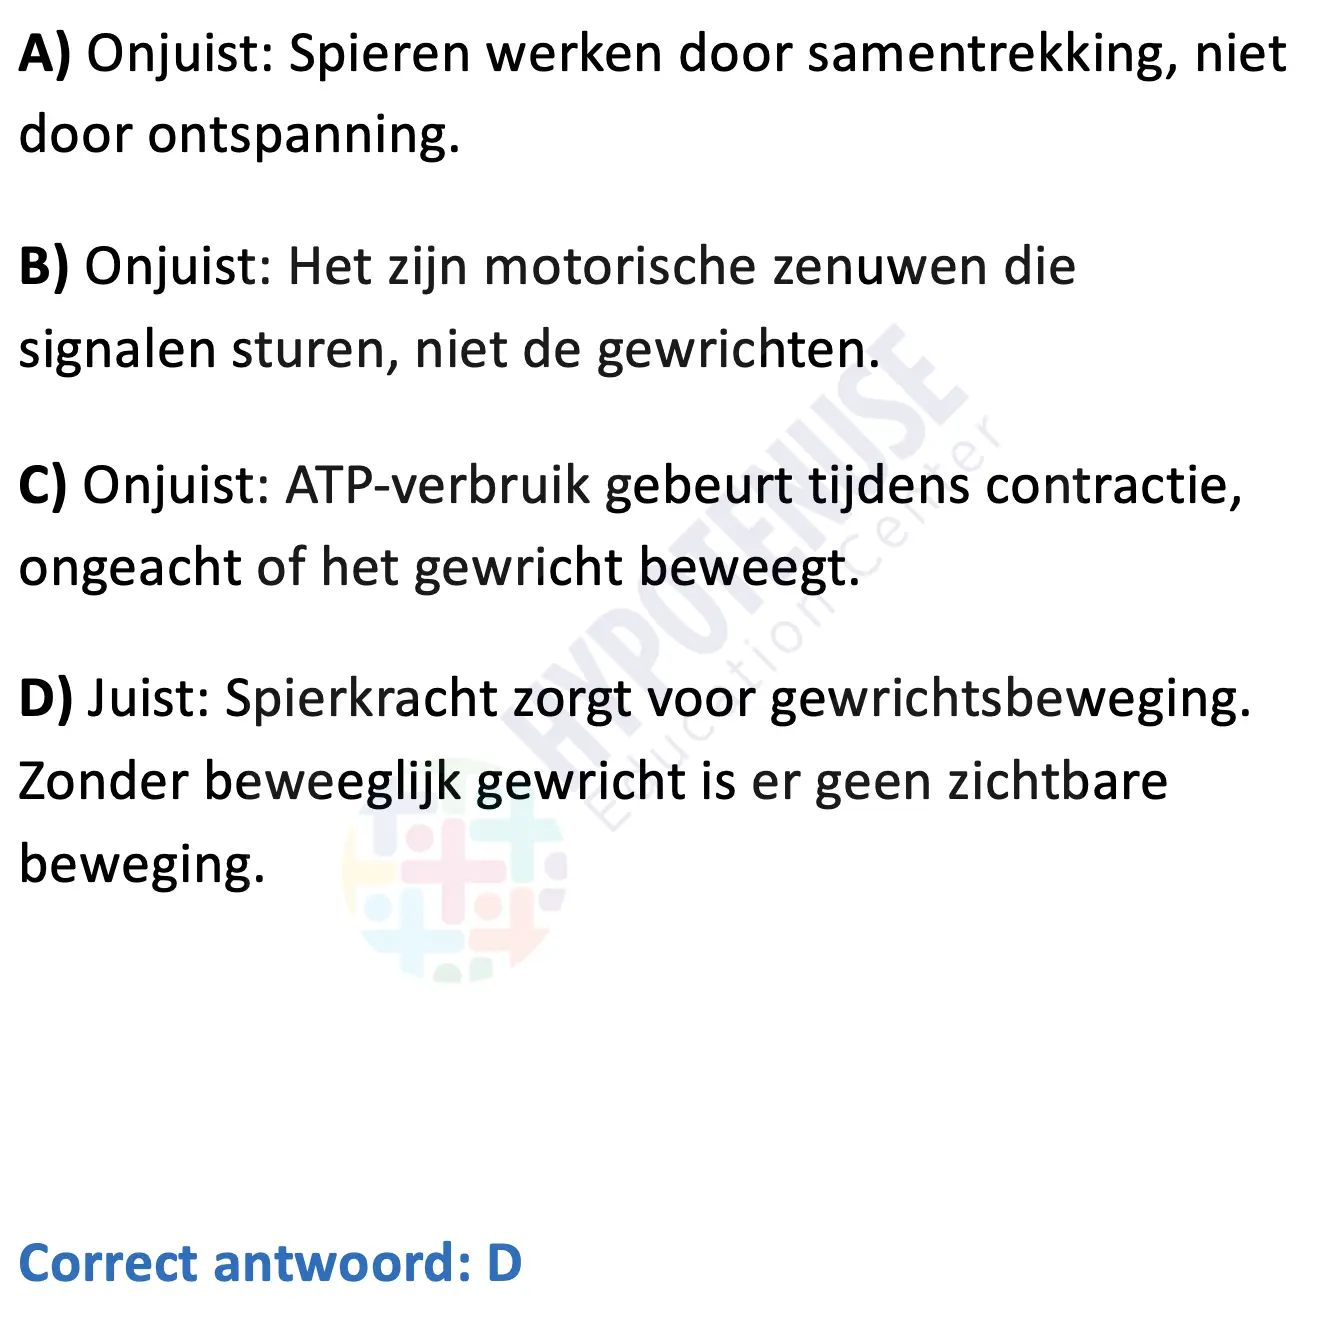 A) Onjuist: Spieren werken door samentrekking, niet
door ontspanning.
B) Onjuist: Het zijn motorische zenuwen die
signalen sturen, niet de gewrichten.
C) Onjuist: ATP-verbruik gebeurt tijdens contractie,
ongeacht of het gewricht beweegt.
D) Juist: Spierkracht zorgt voor gewrichtsbeweging.
Zonder beweeglijk gewricht is er geen zichtbare
beweging.
HYPOTENUSE
Education Center
Correct antwoord: D